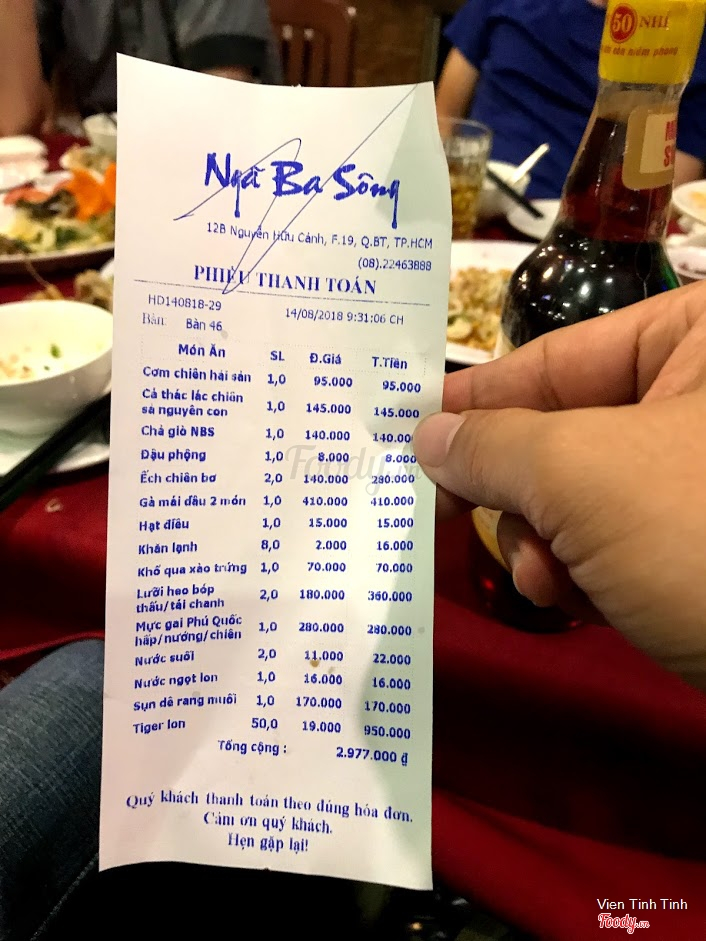 50 NHĨ
Ngã Ba Sông
12B Nguyễn Hữu Cảnh, F.19, Q.BT, TP.HCM
(08).22463888
PHIẾU THANH TOÁN
HD140818-29
14/08/2018 9:31:06 CH
Bàn: Bàn 46
Món Ăn SL Đ.Giá T.Tiền
Cơm chiên hải sản 1,0 95.000 95.000
Cá thác lác chiên
sả nguyên con 1,0 145.000 145.000
Chả giò NBS 1,0 140.000 140.000
Đậu phộng 1,0 8.000 8.000
Ếch chiên bơ 2,0 140.000 280.000
Gà mái dầu 2 món 1,0 410.000 410.000
Hạt điều 1,0 15.000 15.000
Khăn lạnh 8,0 2.000 16.000
Khổ qua xào trứng 1,0 70.000 70.000
Lưỡi heo bóp
thấu/tái chanh 2,0 180.000 360.000
Mực gai Phú Quốc
hấp/nướng/chiên 1,0 280.000 280.000
Nước suối 2,0 11.000 22.000
Nước ngọt lon 1,0 16.000 16.000
Sụn dê rang muối 1,0 170.000 170.000
Tiger lon 50,0 19.000 950.000
Tổng cộng : 2.977.000 ₫
Quý khách thanh toán theo đúng hóa đơn.
Cảm ơn quý khách.
Hẹn gặp lại!
Vien Tinh Tinh
Foody.vn